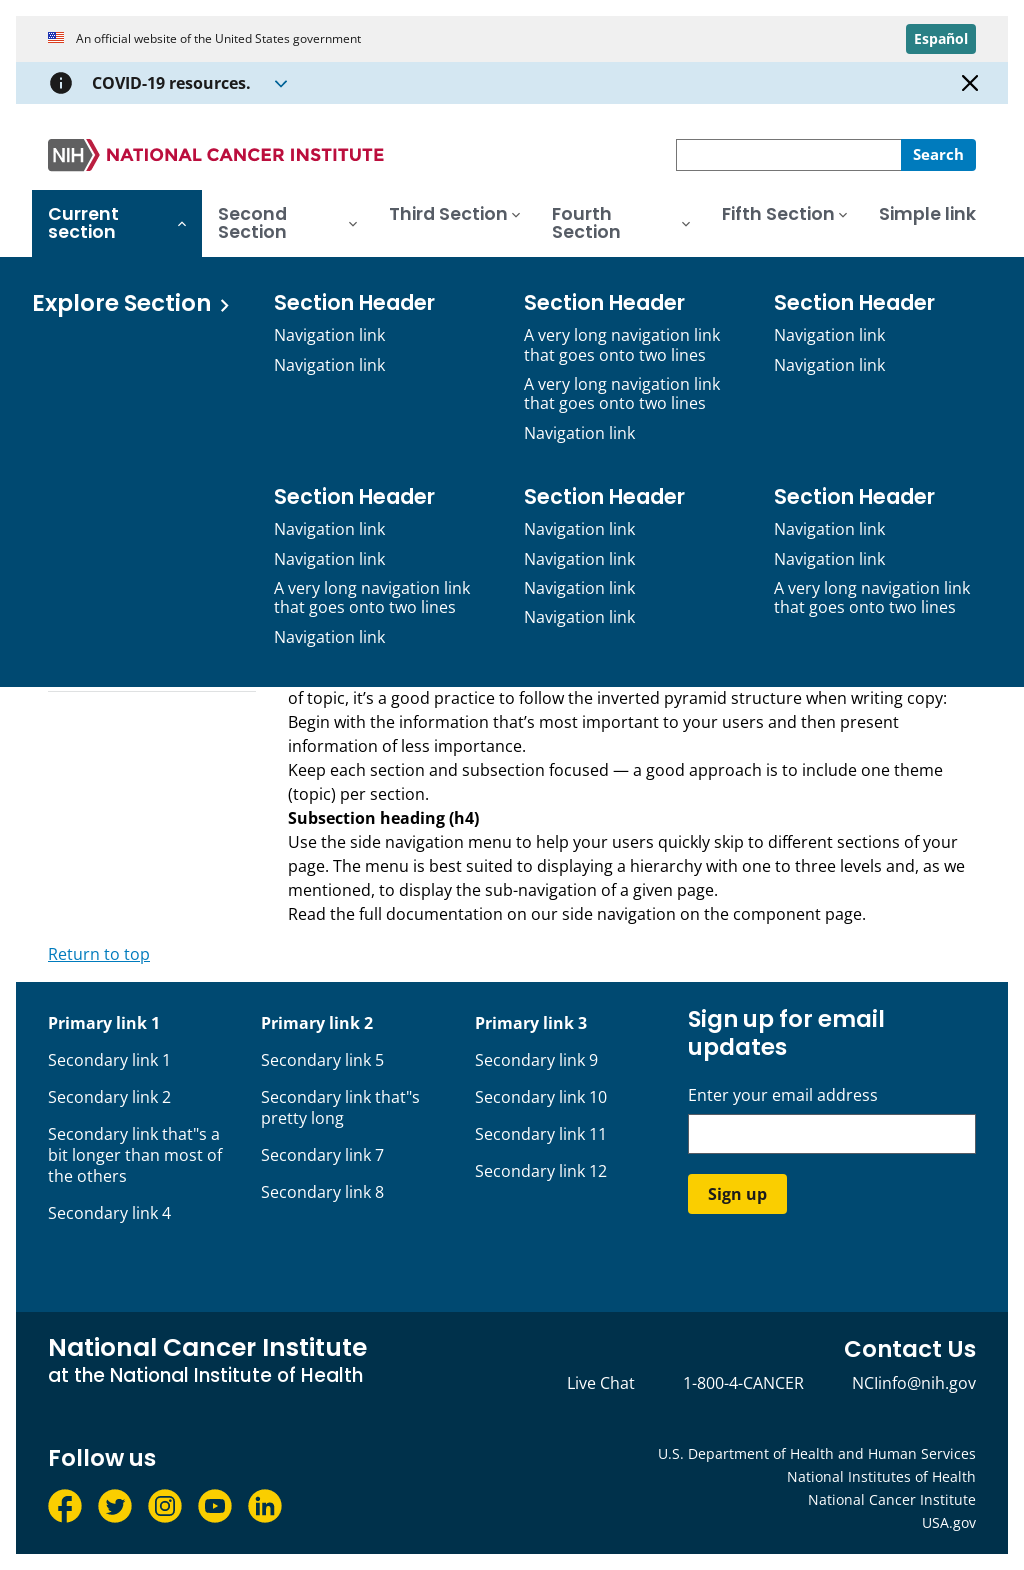 An official website of the United States government
Español
COVID-19 resources.
NIH NATIONAL CANCER INSTITUTE
Search
Current
section
Second
Section
Third Section
Fourth
Section
Fifth Section
Simple link
Explore Section
Section Header
Navigation link
Navigation link
Section Header
A very long navigation link
that goes onto two lines
A very long navigation link
that goes onto two lines
Navigation link
Section Header
Navigation link
Navigation link
Section Header
Navigation link
Navigation link
A very long navigation link
that goes onto two lines
Navigation link
Section Header
Navigation link
Navigation link
Navigation link
Navigation link
Section Header
Navigation link
Navigation link
A very long navigation link
that goes onto two lines
of topic, it’s a good practice to follow the inverted pyramid structure when writing copy:
Begin with the information that’s most important to your users and then present
information of less importance.
Keep each section and subsection focused — a good approach is to include one theme
(topic) per section.
Subsection heading (h4)
Use the side navigation menu to help your users quickly skip to different sections of your
page. The menu is best suited to displaying a hierarchy with one to three levels and, as we
mentioned, to display the sub-navigation of a given page.
Read the full documentation on our side navigation on the component page.
Return to top
Primary link 1
Secondary link 1
Secondary link 2
Secondary link that"s a
bit longer than most of
the others
Secondary link 4
Primary link 2
Secondary link 5
Secondary link that"s
pretty long
Secondary link 7
Secondary link 8
Primary link 3
Secondary link 9
Secondary link 10
Secondary link 11
Secondary link 12
Sign up for email
updates
Enter your email address
Sign up
National Cancer Institute
at the National Institute of Health
Contact Us
Live Chat
1-800-4-CANCER
NCIinfo@nih.gov
Follow us
U.S. Department of Health and Human Services
National Institutes of Health
National Cancer Institute
USA.gov